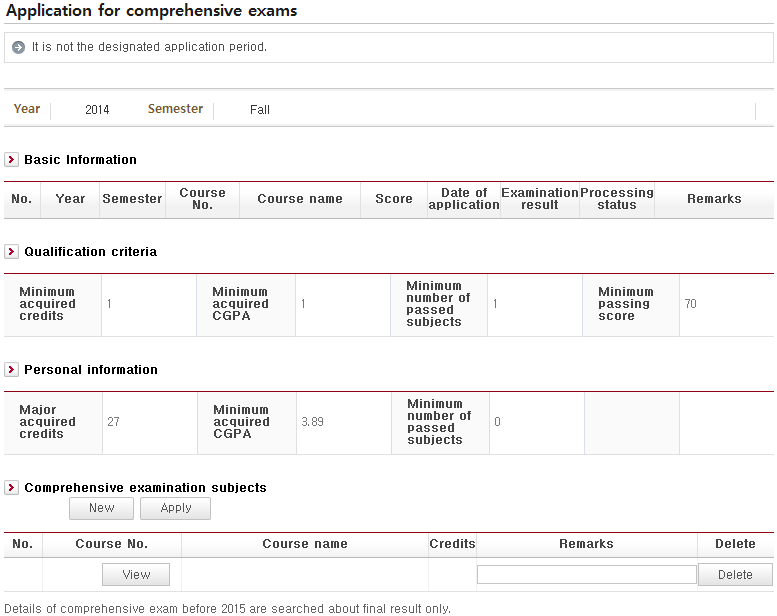 Application for comprehensive exams
It is not the designated application period.
Year 2014 Semester Fall
Basic Information
No. Year Semester Course No. Course name Score Date of application Examination result Processing status Remarks
Qualification criteria
Minimum acquired credits 1 Minimum acquired CGPA 1 Minimum number of passed subjects 1 Minimum passing score 70
Personal information
Major acquired credits 27 Minimum acquired CGPA 3.89 Minimum number of passed subjects 0
Comprehensive examination subjects
New Apply
No. Course No. Course name Credits Remarks Delete
View Delete
Details of comprehensive exam before 2015 are searched about final result only.